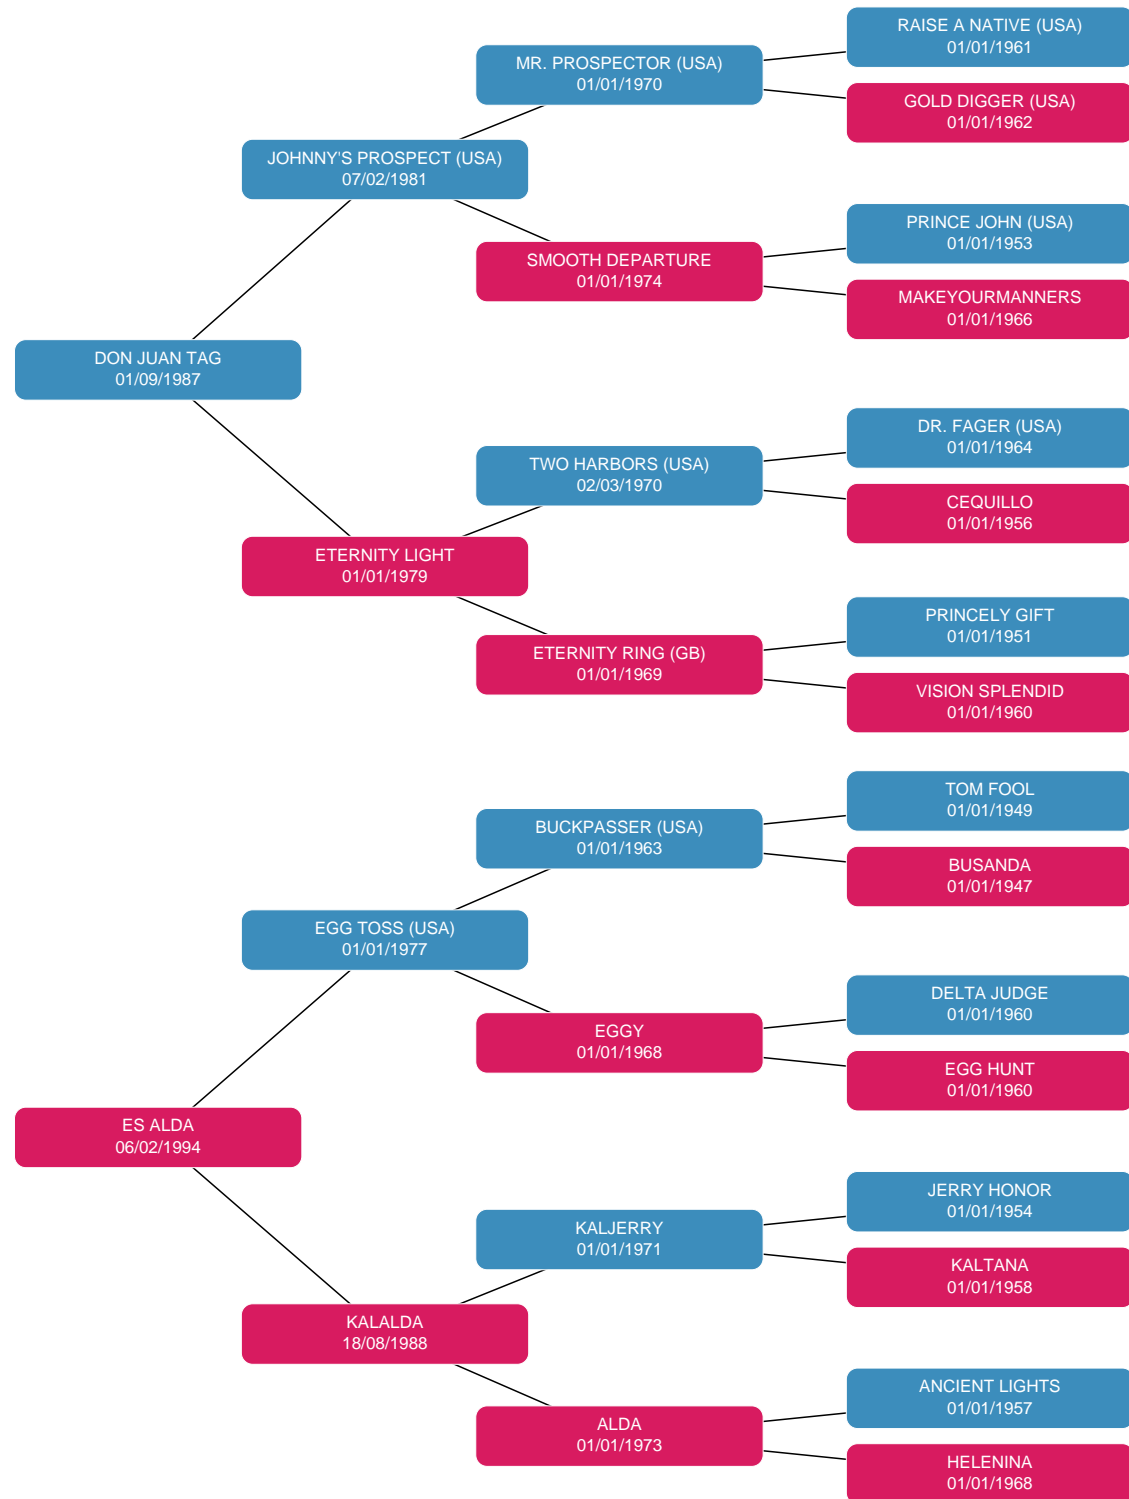 RAISE A NATIVE (USA)
01/01/1961
MR. PROSPECTOR (USA)
01/01/1970
GOLD DIGGER (USA)
01/01/1962
JOHNNY'S PROSPECT (USA)
07/02/1981
PRINCE JOHN (USA)
01/01/1953
SMOOTH DEPARTURE
01/01/1974
MAKEYOURMANNERS
01/01/1966
DON JUAN TAG
01/09/1987
DR. FAGER (USA)
01/01/1964
TWO HARBORS (USA)
02/03/1970
CEQUILLO
01/01/1956
ETERNITY LIGHT
01/01/1979
PRINCELY GIFT
01/01/1951
ETERNITY RING (GB)
01/01/1969
VISION SPLENDID
01/01/1960
TOM FOOL
01/01/1949
BUCKPASSER (USA)
01/01/1963
BUSANDA
01/01/1947
EGG TOSS (USA)
01/01/1977
DELTA JUDGE
01/01/1960
EGGY
01/01/1968
EGG HUNT
01/01/1960
ES ALDA
06/02/1994
JERRY HONOR
01/01/1954
KALJERRY
01/01/1971
KALTANA
01/01/1958
KALALDA
18/08/1988
ANCIENT LIGHTS
01/01/1957
ALDA
01/01/1973
HELENINA
01/01/1968